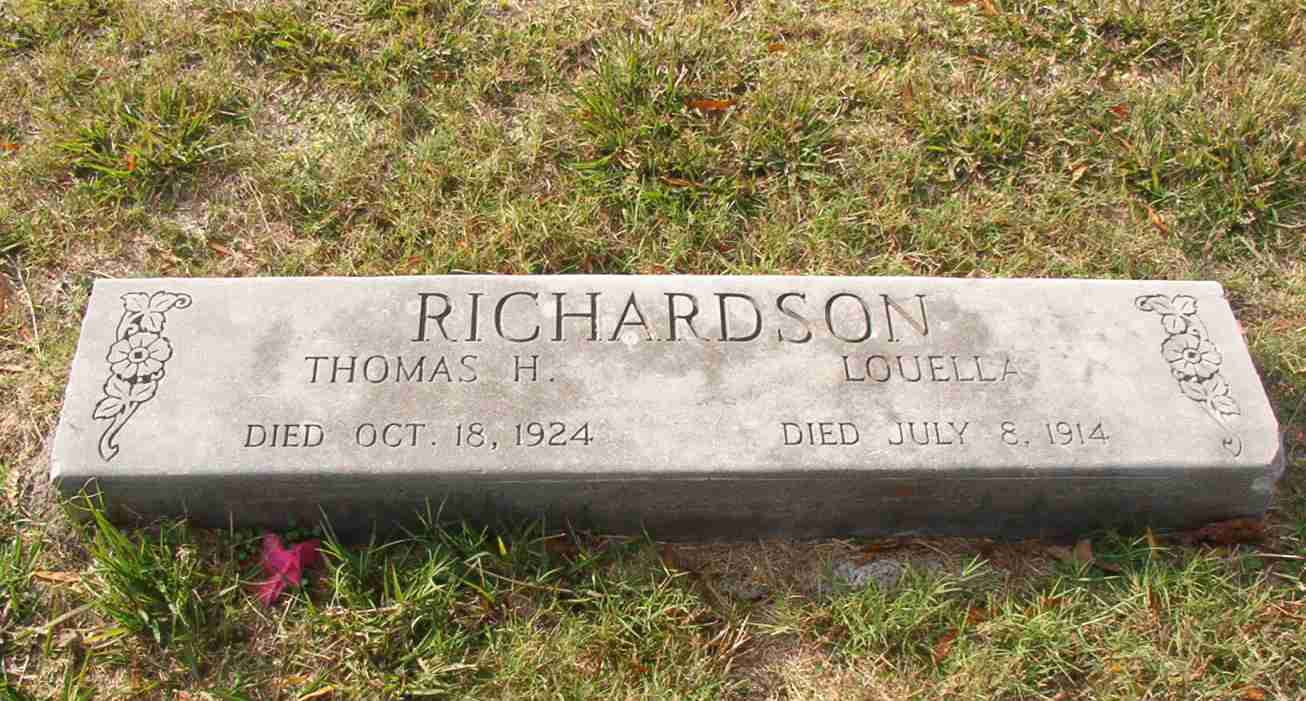 RICHARDSON
THOMAS H. LOUELLA
DIED OCT. 18, 1924 DIED JULY 8, 1914